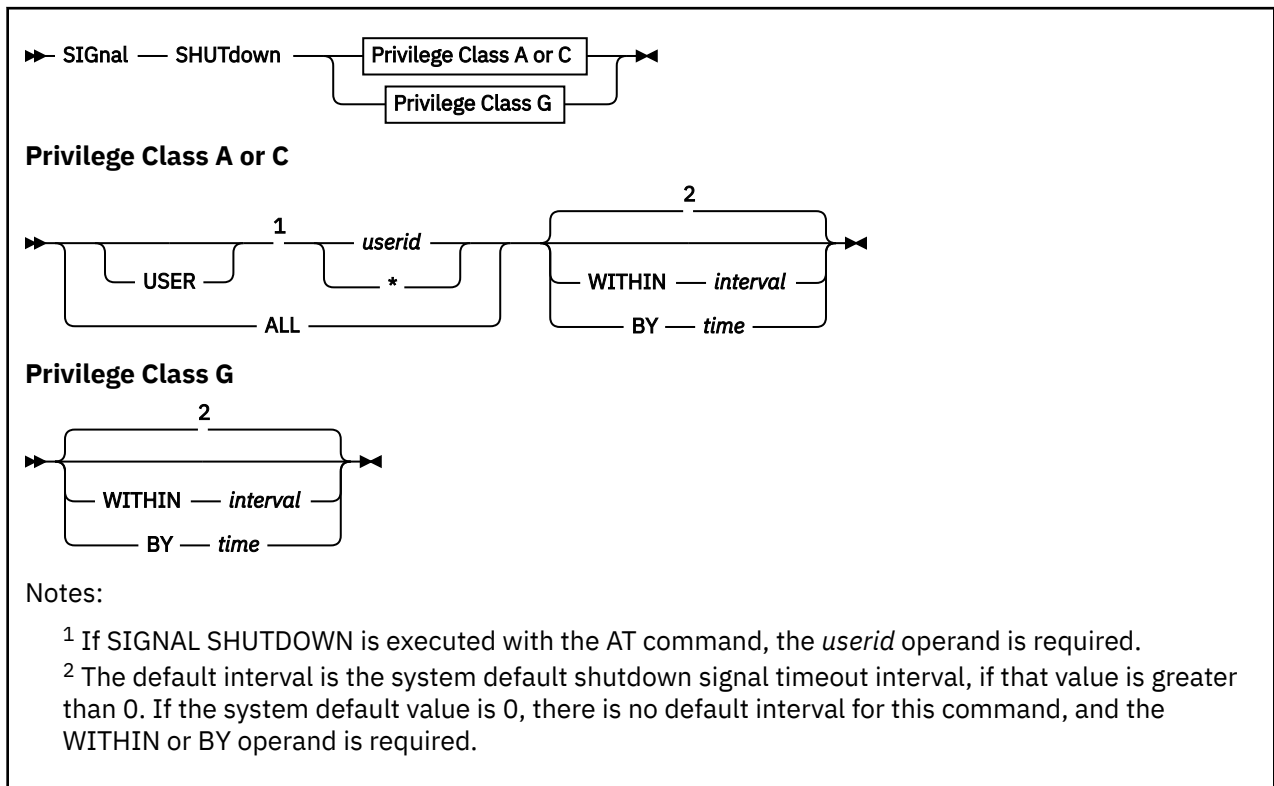 SIGnal SHUTdown Privilege Class A or C
Privilege Class G
Privilege Class A or C
2
1
userid
USER * WITHIN interval
ALL BY time
Privilege Class G
2
WITHIN interval
BY time
Notes:
1 If SIGNAL SHUTDOWN is executed with the AT command, the userid operand is required.
2 The default interval is the system default shutdown signal timeout interval, if that value is greater
than 0. If the system default value is 0, there is no default interval for this command, and the
WITHIN or BY operand is required.